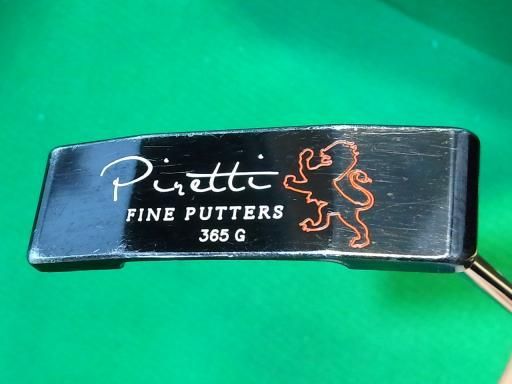 Piretti
FINE PUTTERS
365 G